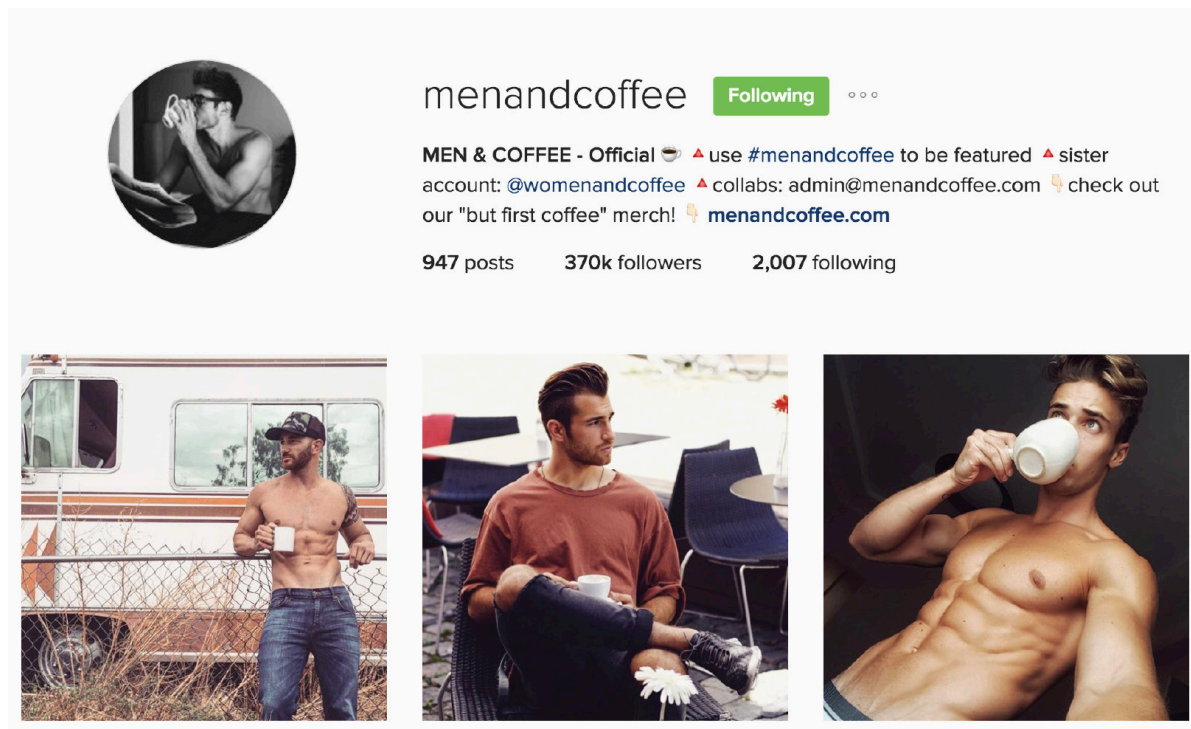 menandcoffee Following
MEN & COFFEE - Official ☕ 🔺use #menandcoffee to be featured 🔺sister
account: @womenandcoffee 🔺collabs: admin@menandcoffee.com 👇🏻check out
our "but first coffee" merch! 👇🏻 menandcoffee.com
947 posts 370k followers 2,007 following